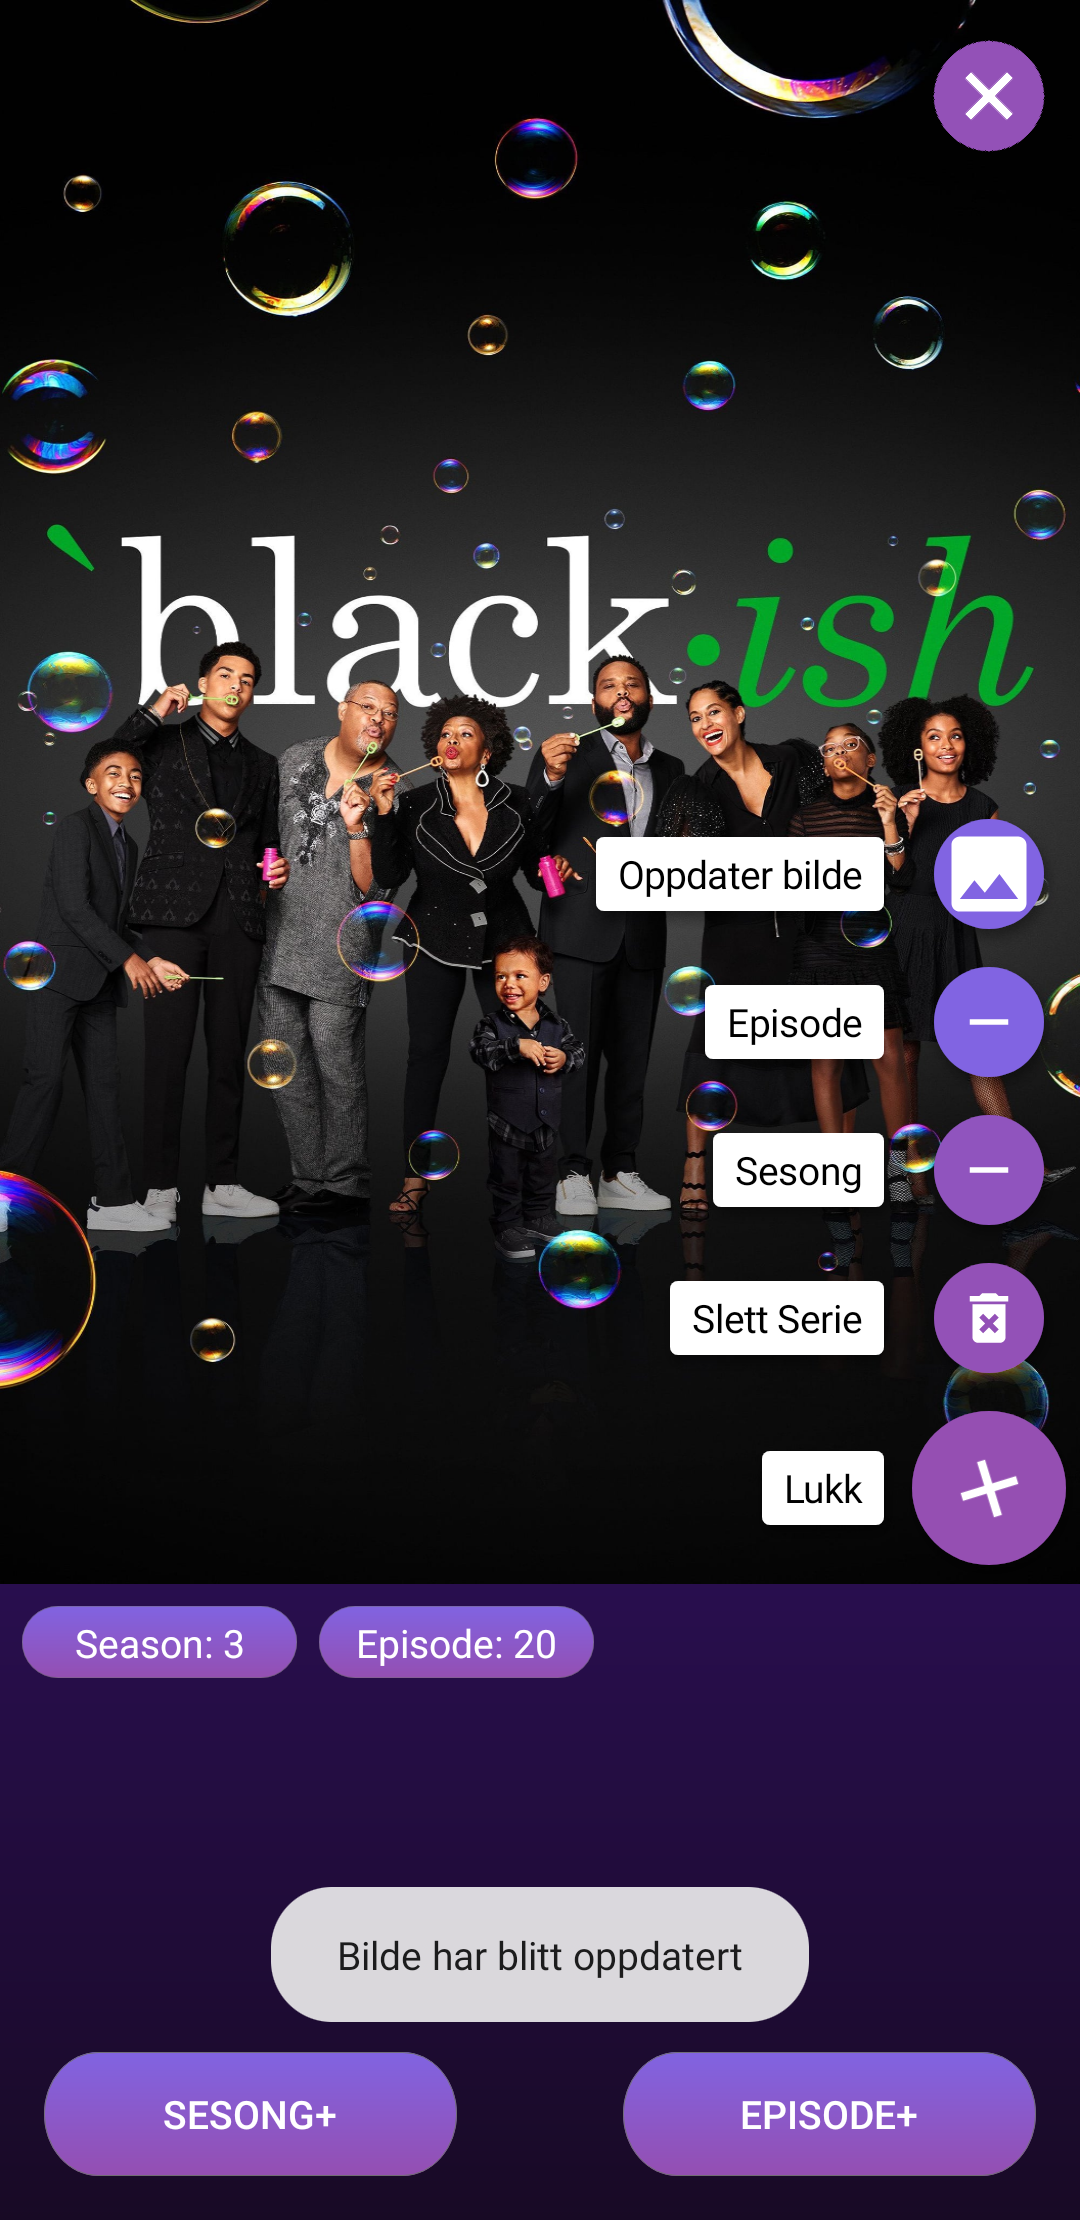 `black·ish
Oppdater bilde
Episode
Sesong
Slett Serie
Lukk
Season: 3
Episode: 20
Bilde har blitt oppdatert
SESONG+
EPISODE+